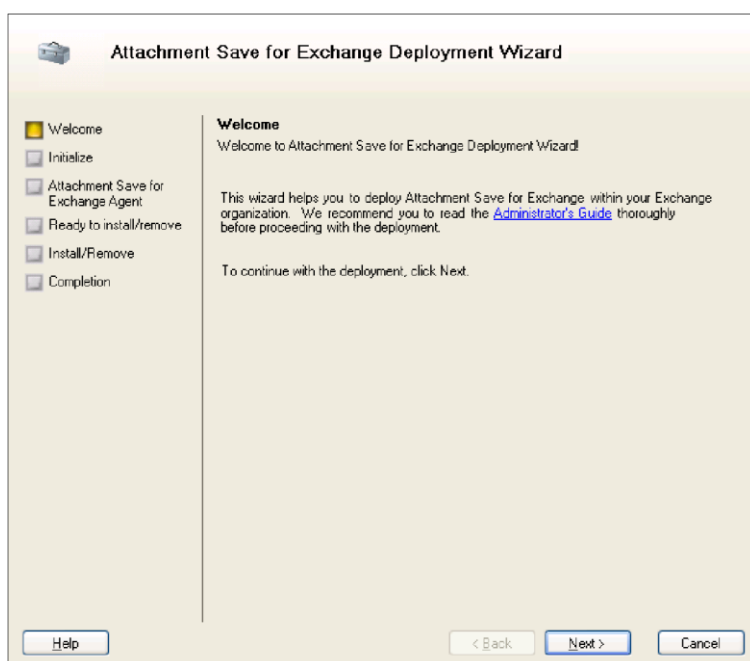 Attachment Save for Exchange Deployment Wizard
Welcome
Initialize
Attachment Save for
Exchange Agent
Ready to install/remove
Install/Remove
Completion
Welcome
Welcome to Attachment Save for Exchange Deployment Wizard!
This wizard helps you to deploy Attachment Save for Exchange within your Exchange
organization. We recommend you to read the Administrator's Guide thoroughly
before proceeding with the deployment.
To continue with the deployment, click Next.
Help
< Back
Next >
Cancel